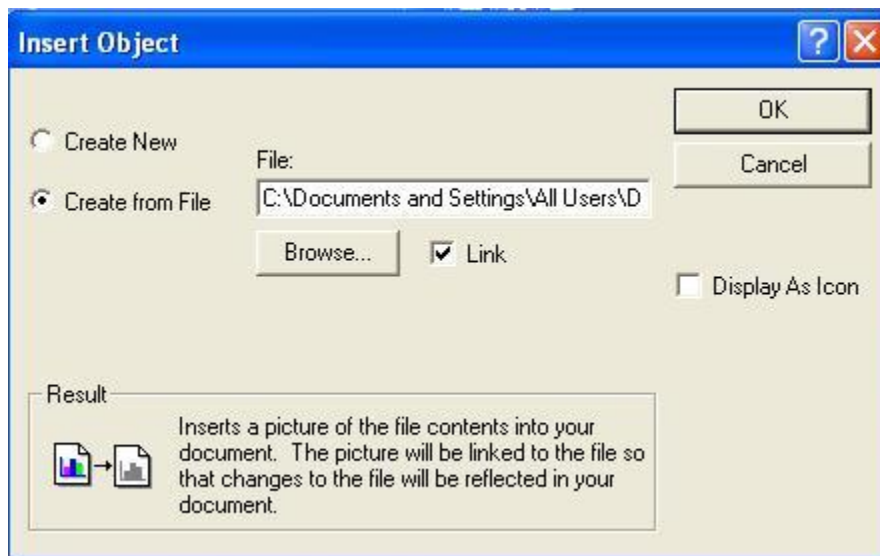 Insert Object
OK
Create New
File:
Cancel
Create from File
C:\Documents and Settings\All Users\D
Browse...
Link
Display As Icon
Result
Inserts a picture of the file contents into your
document. The picture will be linked to the file so
that changes to the file will be reflected in your
document.